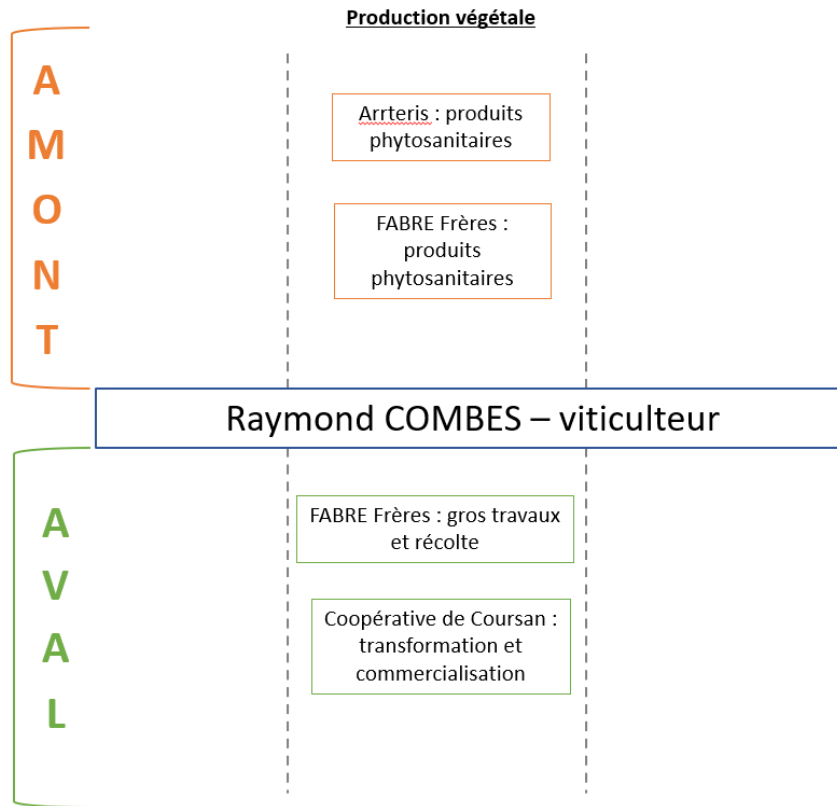 Production végétale
A
M
O
N
T
Arrteris : produits
phytosanitaires
FABRE Frères :
produits
phytosanitaires
Raymond COMBES – viticulteur
A
V
A
L
FABRE Frères : gros travaux
et récolte
Coopérative de Coursan :
transformation et
commercialisation